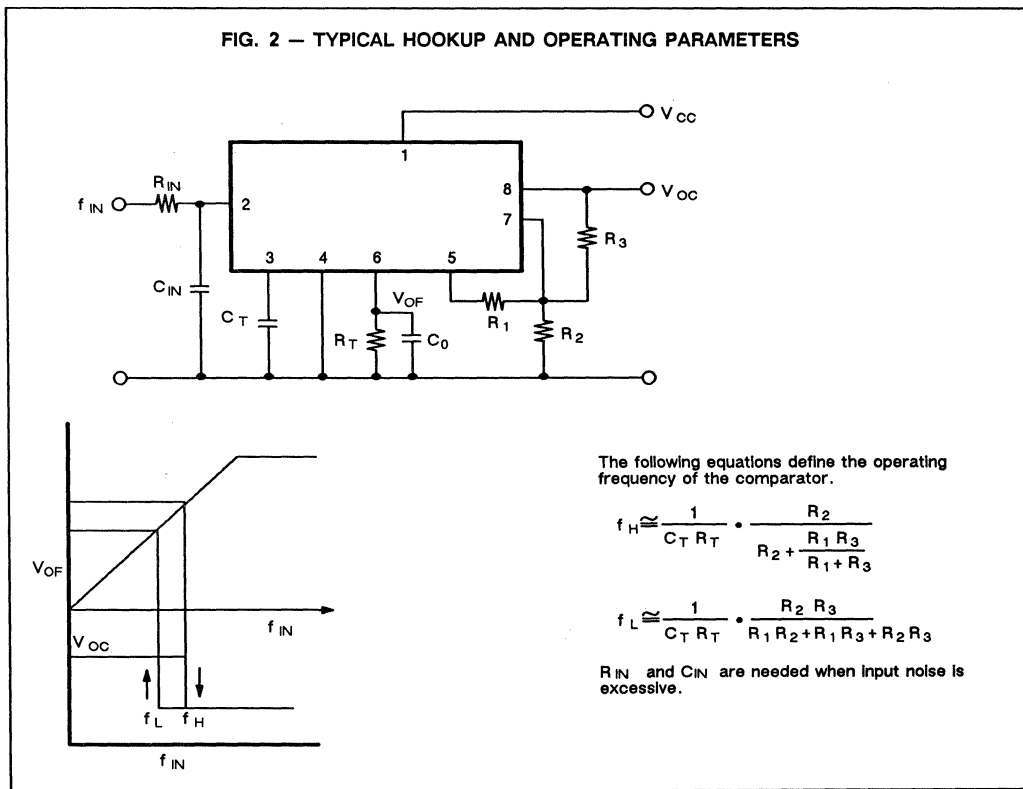 FIG. 2 — TYPICAL HOOKUP AND OPERATING PARAMETERS
V CC
1
R IN
f IN
2
8
V OC
7
R 3
3
4
6
5
C IN
C T
V OF
R 1
R T
C 0
R 2
V OF
f IN
V OC
f L
f H
f IN
The following equations define the operating
frequency of the comparator.
f H ≅ 1 / (C T R T) • R 2 / (R 2 + (R 1 R 3) / (R 1 + R 3))
f L ≅ 1 / (C T R T) • R 2 R 3 / (R 1 R 2 + R 1 R 3 + R 2 R 3)
R IN and C IN are needed when input noise is
excessive.